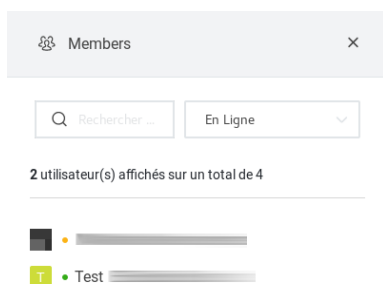 Members
Rechercher ...
En Ligne
2 utilisateur(s) affichés sur un total de 4
T
Test